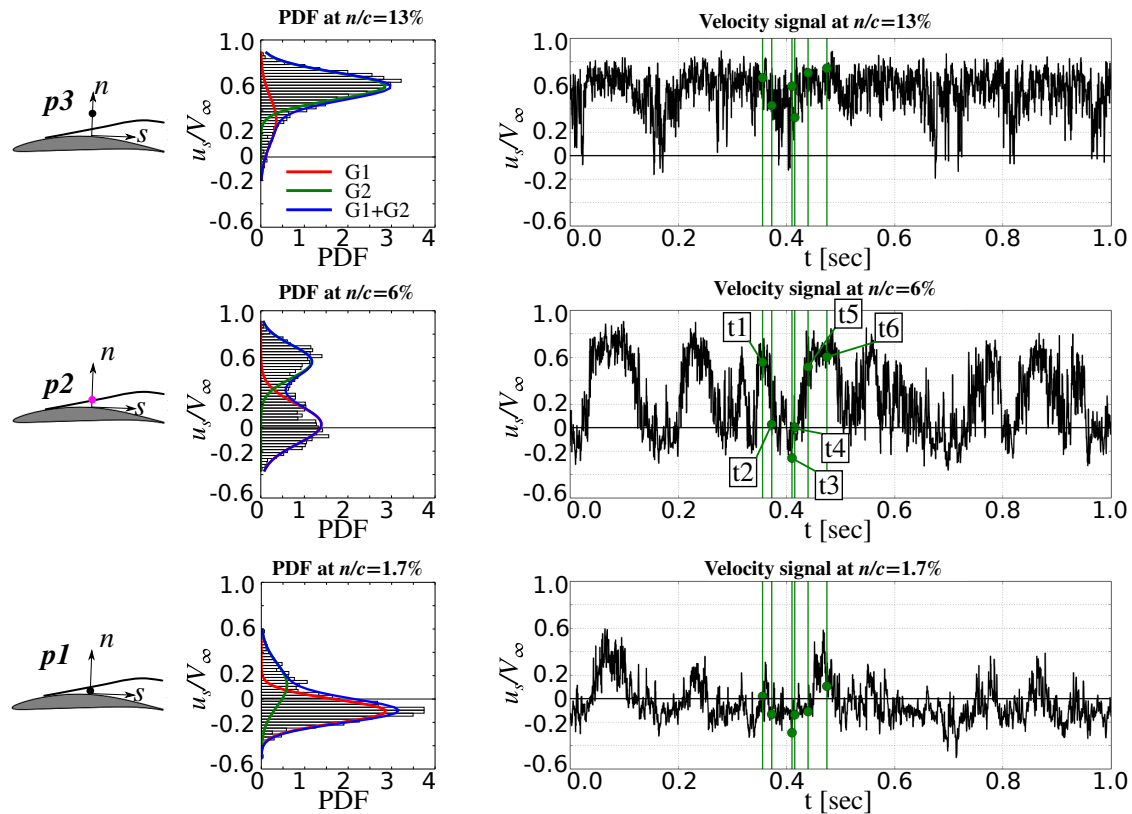 PDF at n/c=13%
Velocity signal at n/c=13%
p3
n
s
u_s/V_∞
1.0
0.6
0.2
0
-0.2
-0.6
G1
G2
G1+G2
0 1 2 3 4
PDF
u_s/V_∞
1.0
0.6
0.2
0
-0.2
-0.6
0.0 0.2 0.4 0.6 0.8 1.0
t [sec]
PDF at n/c=6%
Velocity signal at n/c=6%
p2
n
s
u_s/V_∞
1.0
0.6
0.2
0
-0.2
-0.6
0 1 2 3 4
PDF
u_s/V_∞
1.0
0.6
0.2
0
-0.2
-0.6
t1
t5
t6
t2
t4
t3
0.0 0.2 0.4 0.6 0.8 1.0
t [sec]
PDF at n/c=1.7%
Velocity signal at n/c=1.7%
p1
n
s
u_s/V_∞
1.0
0.6
0.2
0
-0.2
-0.6
0 1 2 3 4
PDF
u_s/V_∞
1.0
0.6
0.2
0
-0.2
-0.6
0.0 0.2 0.4 0.6 0.8 1.0
t [sec]